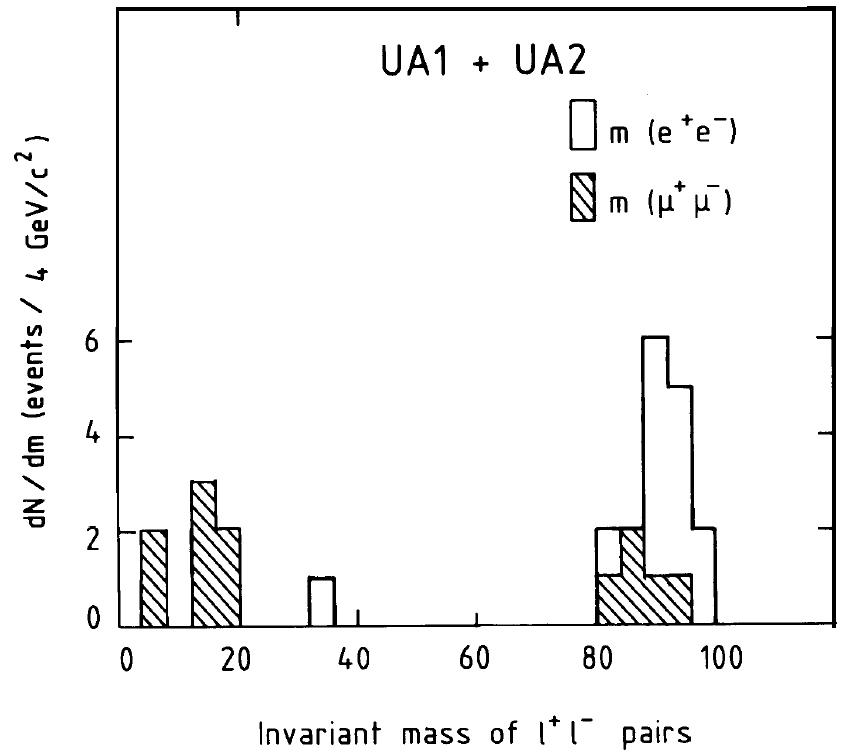 UA1 + UA2
m (e⁺e⁻)
m (μ⁺μ⁻)
dN/dm (events / 4 GeV/c²)
6
4
2
0
0 20 40 60 80 100
Invariant mass of l⁺l⁻ pairs